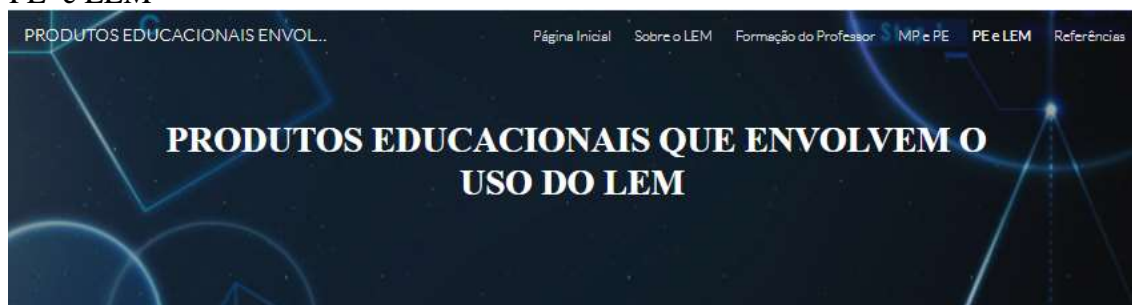 PRODUTOS EDUCACIONAIS ENVOL... Página Inicial Sobre o LEM Formação do Professor MP e PE PE e LEM Referências
PRODUTOS EDUCACIONAIS QUE ENVOLVEM O
USO DO LEM